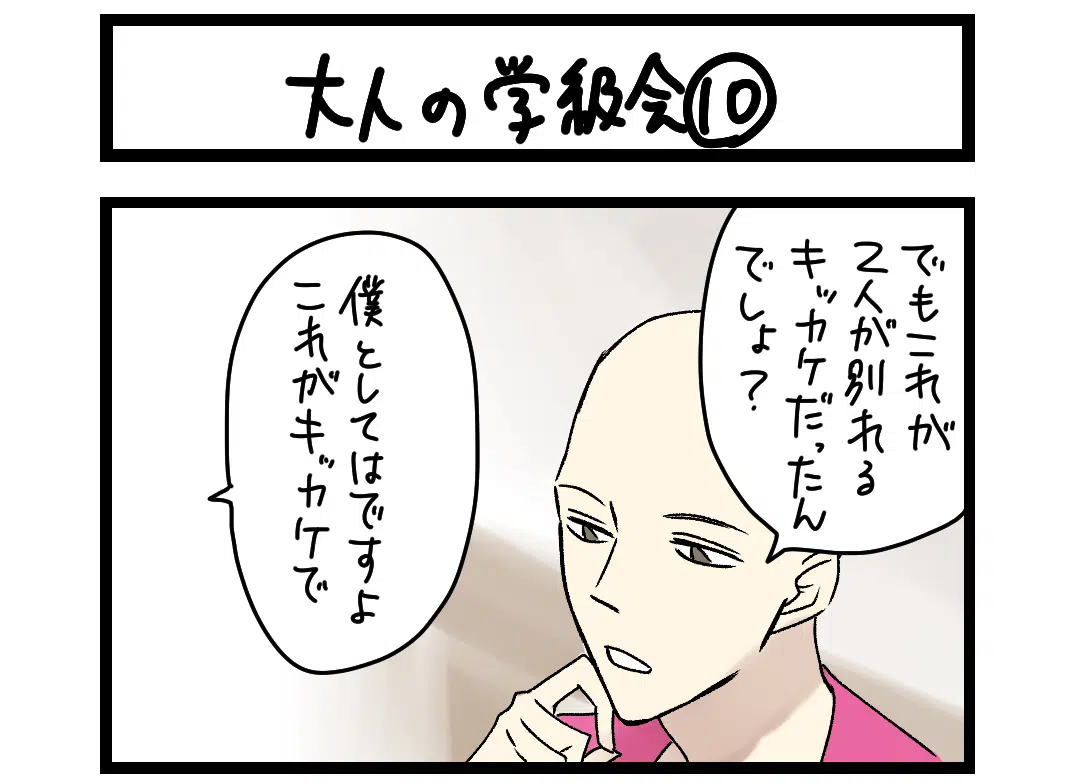 大人の学級会⑩
でもこれが
2人が別れる
キッカケだったん
でしょ?
僕としてはですよ
これがキッカケで